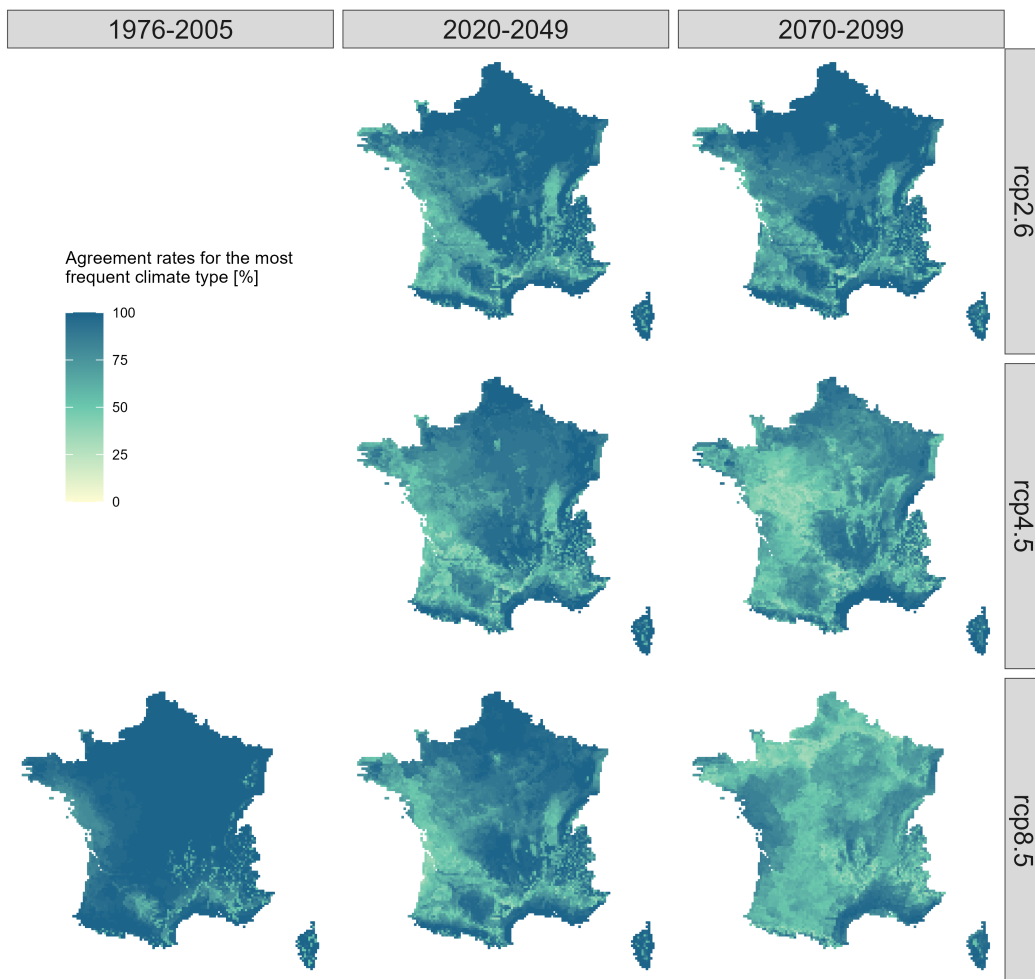 1976-2005
2020-2049
2070-2099
rcp2.6
Agreement rates for the most
frequent climate type [%]
100
75
50
25
0
rcp4.5
rcp8.5